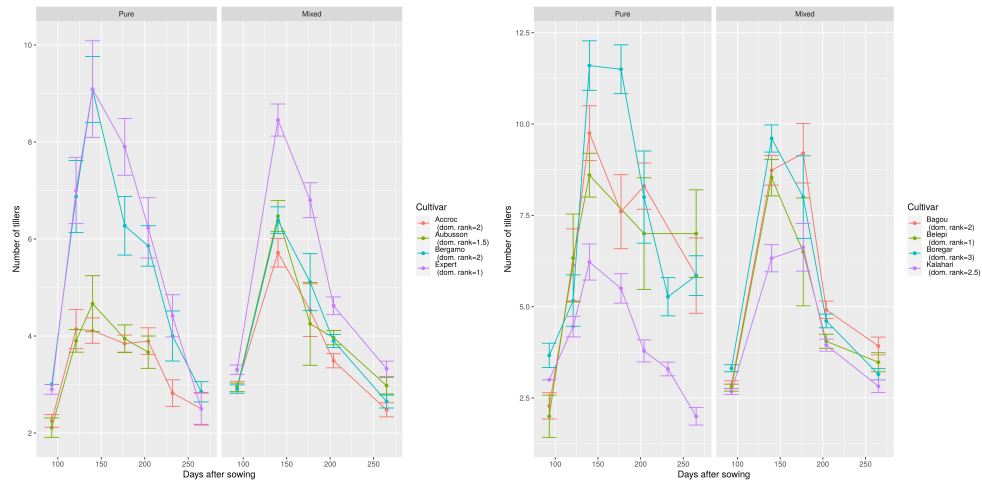 Pure Mixed
10
8
6
4
2
Number of tillers
100 150 200 250 100 150 200 250
Days after sowing
Cultivar
Accroc
(dom. rank=2)
Aubusson
(dom. rank=1.5)
Bergamo
(dom. rank=2)
Expert
(dom. rank=1)
Pure Mixed
12.5
10.0
7.5
5.0
2.5
Number of tillers
100 150 200 250 100 150 200 250
Days after sowing
Cultivar
Bagou
(dom. rank=2)
Belepi
(dom. rank=1)
Boregar
(dom. rank=3)
Kalahari
(dom. rank=2.5)